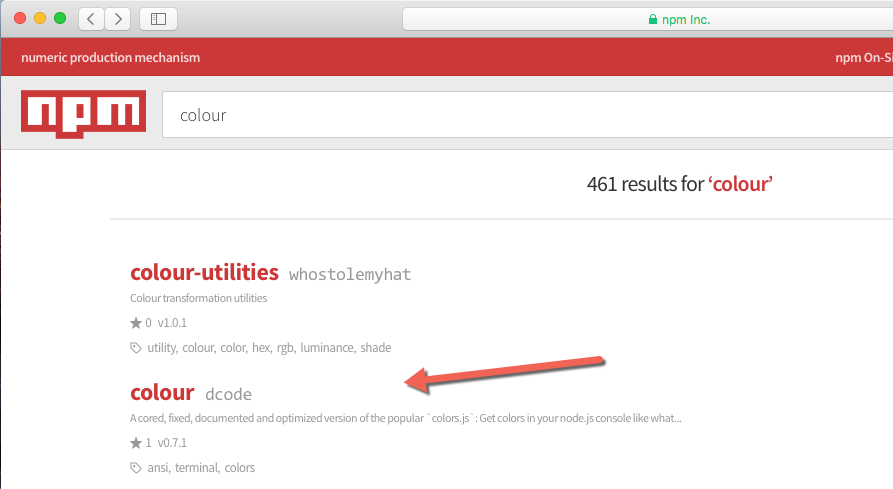 npm Inc.
numeric production mechanism
npm On-Si
npm
colour
461 results for ‘colour’
colour-utilities whostolemyhat
Colour transformation utilities
0 v1.0.1
utility, colour, color, hex, rgb, luminance, shade
colour dcode
A cored, fixed, documented and optimized version of the popular `colors.js`: Get colors in your node.js console like what...
1 v0.7.1
ansi, terminal, colors